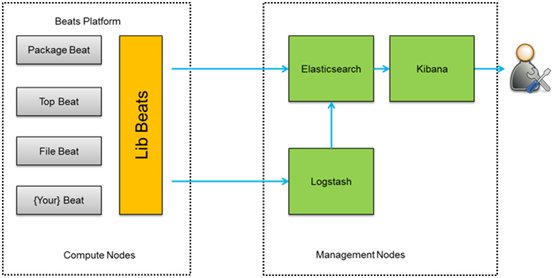 Beats Platform
Package Beat
Top Beat
File Beat
{Your} Beat
Lib Beats
Compute Nodes
Elasticsearch
Kibana
Logstash
Management Nodes